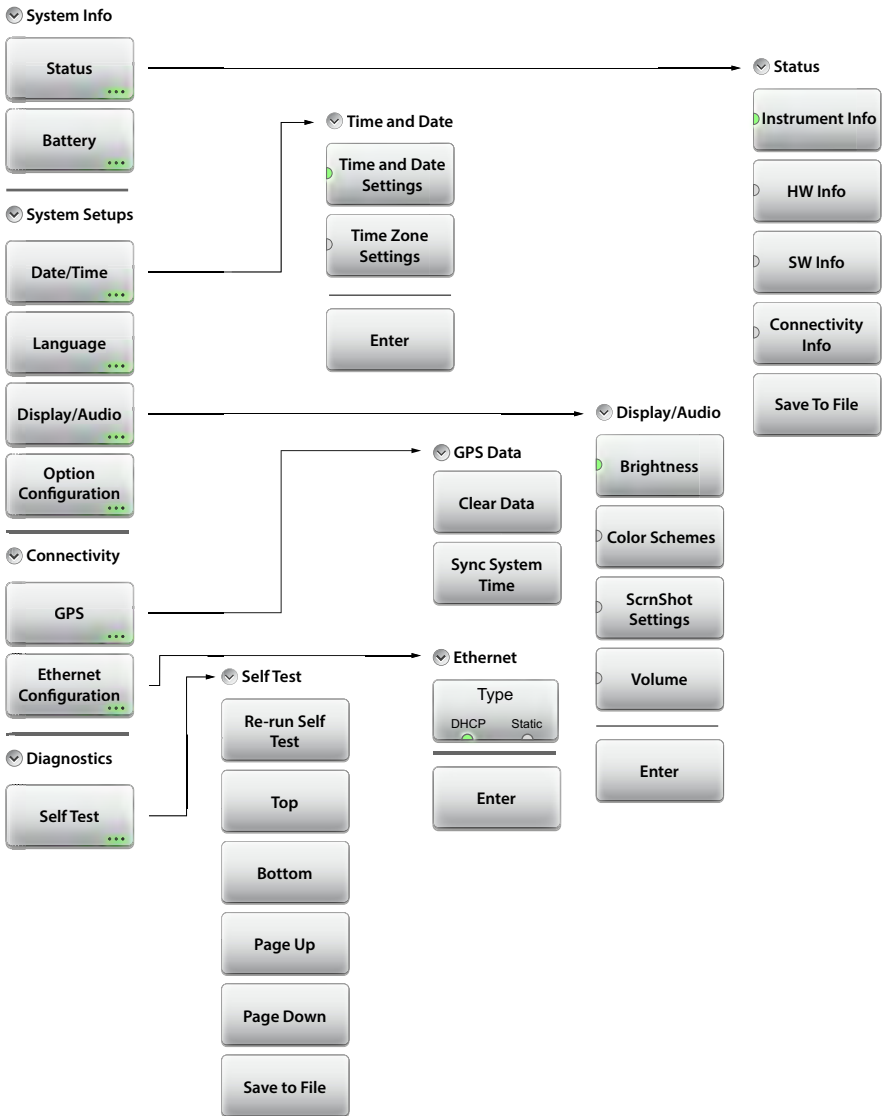 System Info
Status
Battery
System Setups
Date/Time
Language
Display/Audio
Option
Configuration
Connectivity
GPS
Ethernet
Configuration
Diagnostics
Self Test
Self Test
Re-run Self
Test
Top
Bottom
Page Up
Page Down
Save to File
Time and Date
Time and Date
Settings
Time Zone
Settings
Enter
GPS Data
Clear Data
Sync System
Time
Ethernet
Type
DHCP Static
Enter
Display/Audio
Brightness
Color Schemes
ScrnShot
Settings
Volume
Enter
Status
Instrument Info
HW Info
SW Info
Connectivity
Info
Save To File